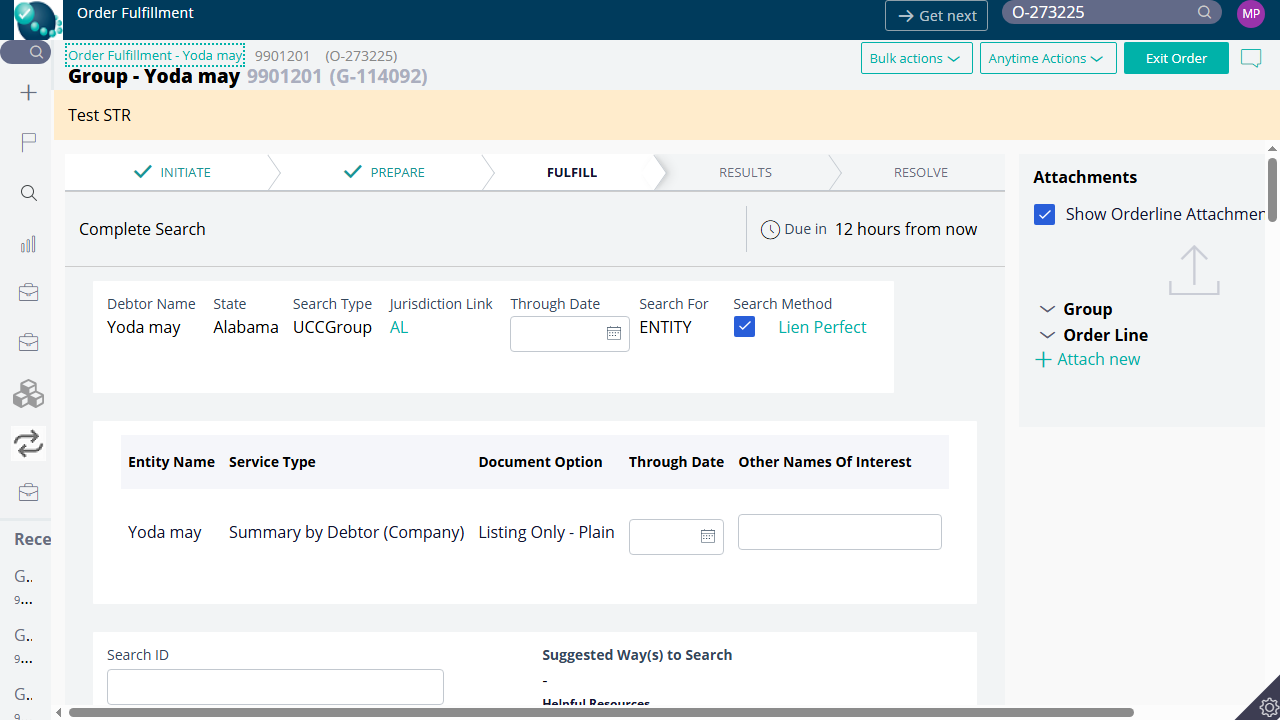 Order Fulfillment
Get next
O-273225
MP
Order Fulfillment - Yoda may 9901201 (O-273225)
Group - Yoda may 9901201 (G-114092)
Bulk actions
Anytime Actions
Exit Order
Test STR
INITIATE
PREPARE
FULFILL
RESULTS
RESOLVE
Complete Search
Due in 12 hours from now
Debtor Name State Search Type Jurisdiction Link Through Date Search For Search Method
Yoda may Alabama UCCGroup AL ENTITY Lien Perfect
Entity Name Service Type Document Option Through Date Other Names Of Interest
Yoda may Summary by Debtor (Company) Listing Only - Plain
Search ID
Suggested Way(s) to Search
-
Helpful Resources
Attachments
Show Orderline Attachmen
Group
Order Line
Attach new
Rece
G..
9...
G..
9...
G..
9